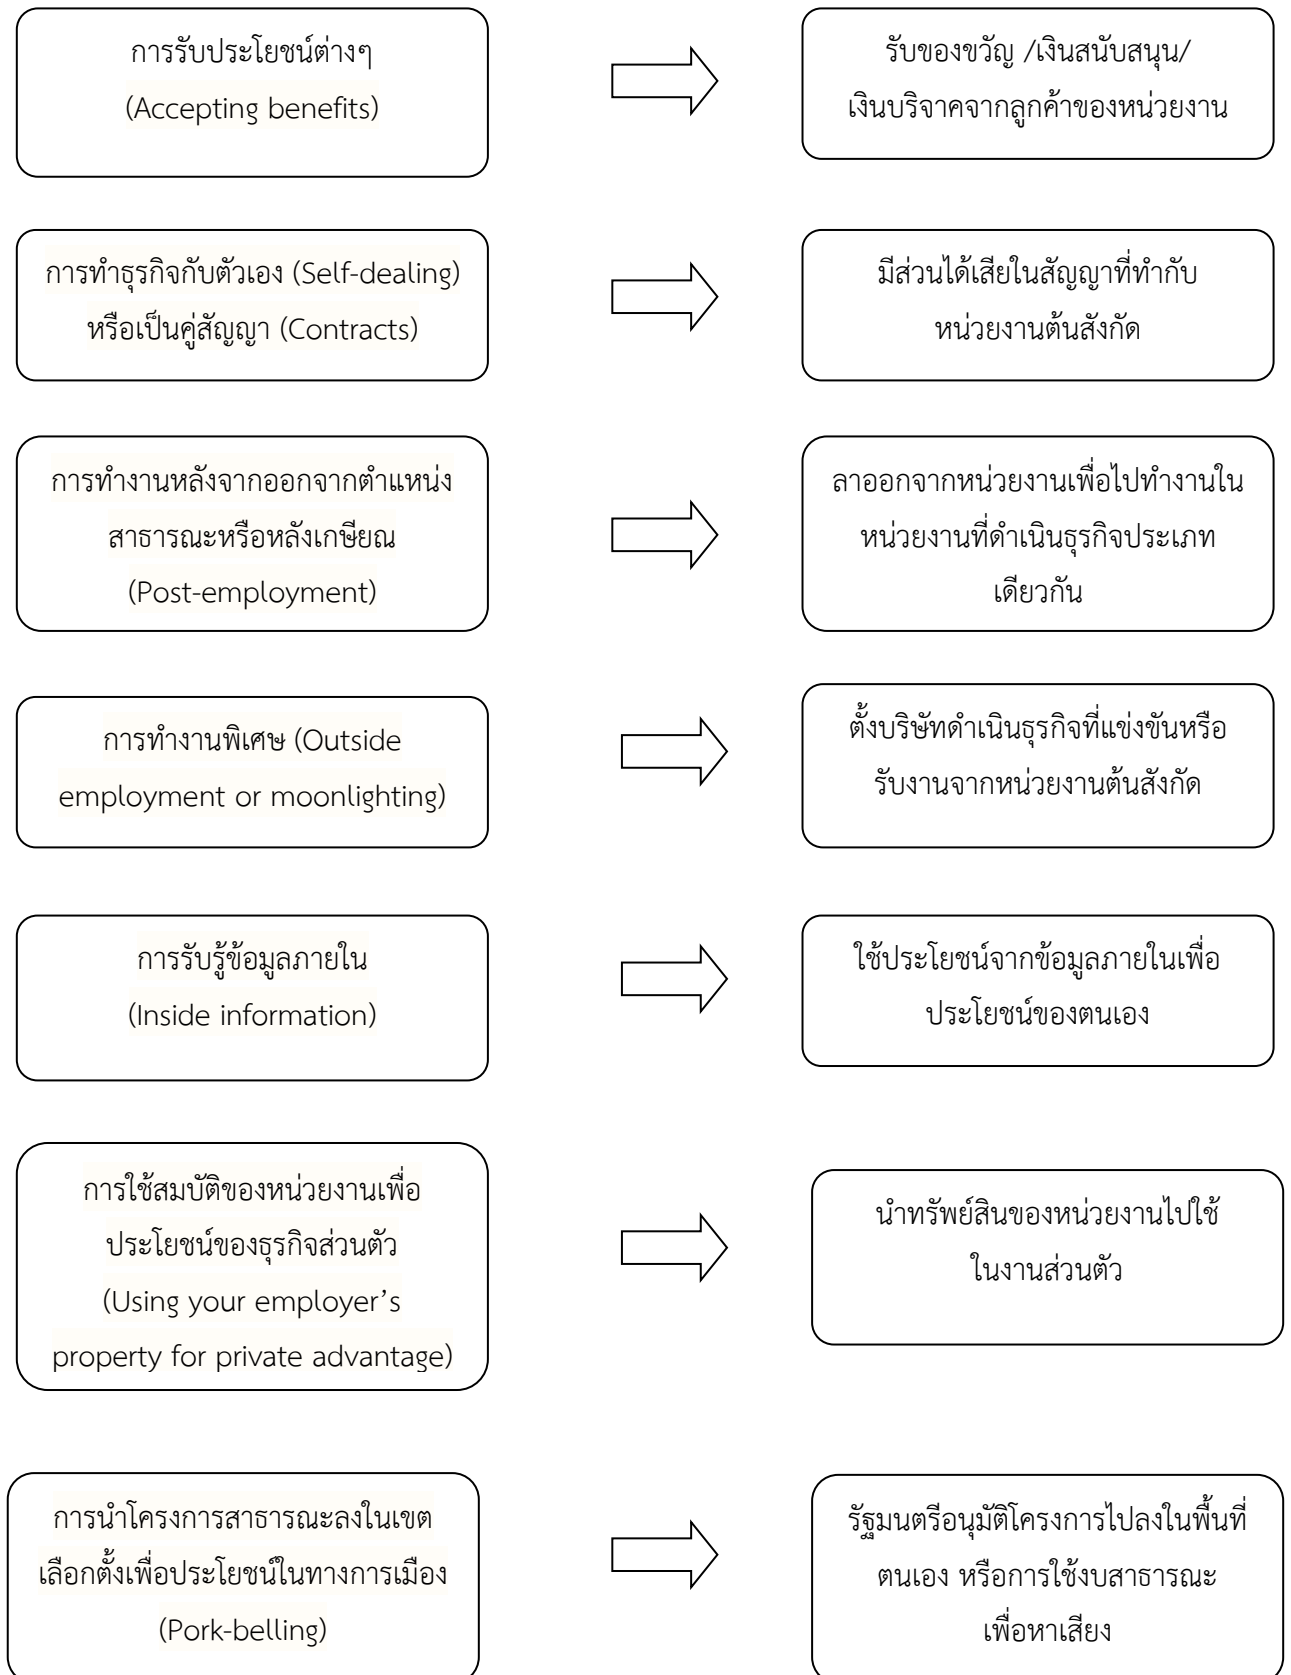 การรับประโยชน์ต่างๆ
(Accepting benefits)
รับของขวัญ /เงินสนับสนุน/
เงินบริจาคจากลูกค้าของหน่วยงาน
การทำธุรกิจกับตัวเอง (Self-dealing)
หรือเป็นคู่สัญญา (Contracts)
มีส่วนได้เสียในสัญญาที่ทำกับ
หน่วยงานต้นสังกัด
การทำงานหลังจากออกจากตำแหน่ง
สาธารณะหรือหลังเกษียณ
(Post-employment)
ลาออกจากหน่วยงานเพื่อไปทำงานใน
หน่วยงานที่ดำเนินธุรกิจประเภท
เดียวกัน
การทำงานพิเศษ (Outside
employment or moonlighting)
ตั้งบริษัทดำเนินธุรกิจที่แข่งขันหรือ
รับงานจากหน่วยงานต้นสังกัด
การรับรู้ข้อมูลภายใน
(Inside information)
ใช้ประโยชน์จากข้อมูลภายในเพื่อ
ประโยชน์ของตนเอง
การใช้สมบัติของหน่วยงานเพื่อ
ประโยชน์ของธุรกิจส่วนตัว
(Using your employer’s
property for private advantage)
นำทรัพย์สินของหน่วยงานไปใช้
ในงานส่วนตัว
การนำโครงการสาธารณะลงในเขต
เลือกตั้งเพื่อประโยชน์ในทางการเมือง
(Pork-belling)
รัฐมนตรีอนุมัติโครงการไปลงในพื้นที่
ตนเอง หรือการใช้งบสาธารณะ
เพื่อหาเสียง